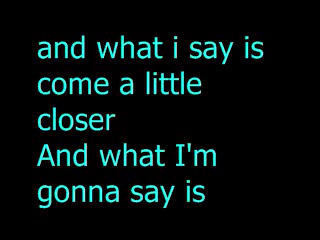 and what i say is
come a little
closer
And what I'm
gonna say is